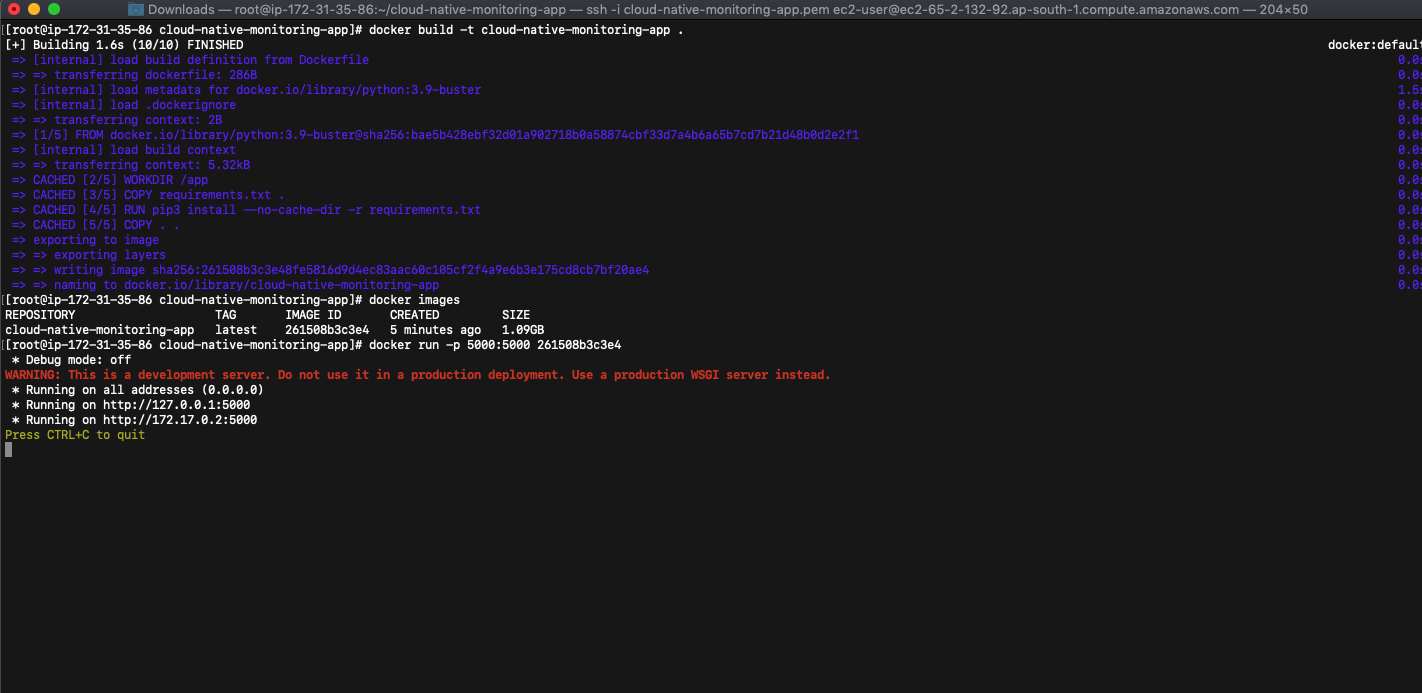 Downloads — root@ip-172-31-35-86:~/cloud-native-monitoring-app — ssh -i cloud-native-monitoring-app.pem ec2-user@ec2-65-2-132-92.ap-south-1.compute.amazonaws.com — 204×50
[[root@ip-172-31-35-86 cloud-native-monitoring-app]# docker build -t cloud-native-monitoring-app .
[+] Building 1.6s (10/10) FINISHED docker:default
=> [internal] load build definition from Dockerfile 0.0s
=> => transferring dockerfile: 286B 0.0s
=> [internal] load metadata for docker.io/library/python:3.9-buster 1.5s
=> [internal] load .dockerignore 0.0s
=> => transferring context: 2B 0.0s
=> [1/5] FROM docker.io/library/python:3.9-buster@sha256:bae5b428ebf32d01a902718b0a58874cbf33d7a4b6a65b7cd7b21d48b0d2e2f1 0.0s
=> [internal] load build context 0.0s
=> => transferring context: 5.32kB 0.0s
=> CACHED [2/5] WORKDIR /app 0.0s
=> CACHED [3/5] COPY requirements.txt . 0.0s
=> CACHED [4/5] RUN pip3 install --no-cache-dir -r requirements.txt 0.0s
=> CACHED [5/5] COPY . . 0.0s
=> exporting to image 0.0s
=> => exporting layers 0.0s
=> => writing image sha256:261508b3c3e48fe5816d9d4ec83aac60c105cf2f4a9e6b3e175cd8cb7bf20ae4 0.0s
=> => naming to docker.io/library/cloud-native-monitoring-app 0.0s
[[root@ip-172-31-35-86 cloud-native-monitoring-app]# docker images
REPOSITORY TAG IMAGE ID CREATED SIZE
cloud-native-monitoring-app latest 261508b3c3e4 5 minutes ago 1.09GB
[[root@ip-172-31-35-86 cloud-native-monitoring-app]# docker run -p 5000:5000 261508b3c3e4
* Debug mode: off
WARNING: This is a development server. Do not use it in a production deployment. Use a production WSGI server instead.
* Running on all addresses (0.0.0.0)
* Running on http://127.0.0.1:5000
* Running on http://172.17.0.2:5000
Press CTRL+C to quit